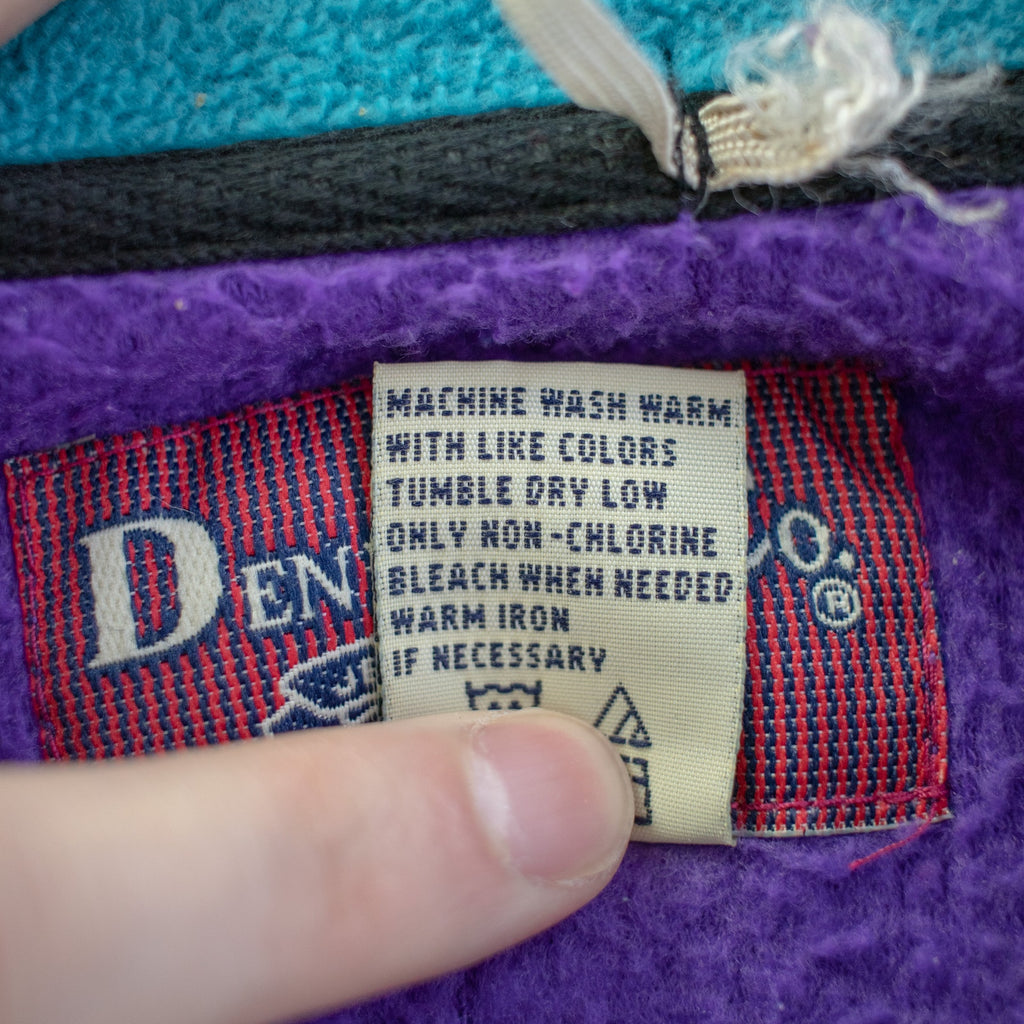 MACHINE WASH WARM
WITH LIKE COLORS
TUMBLE DRY LOW
ONLY NON-CHLORINE
BLEACH WHEN NEEDED
WARM IRON
IF NECESSARY
DEN
O.®